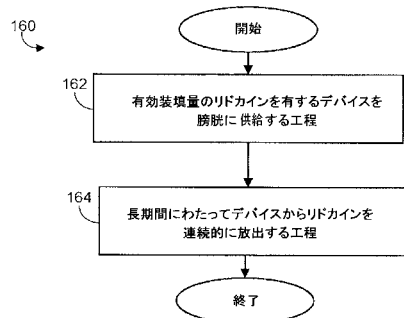 160
開始
162
有効装填量のリドカインを有するデバイスを
膀胱に供給する工程
164
長期間にわたってデバイスからリドカインを
連続的に放出する工程
終了